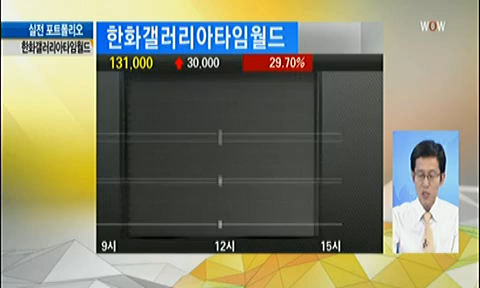 실전 포트폴리오
한화갤러리아타임월드
WOW
한화갤러리아타임월드
131,000 30,000 29.70%
9시 12시 15시